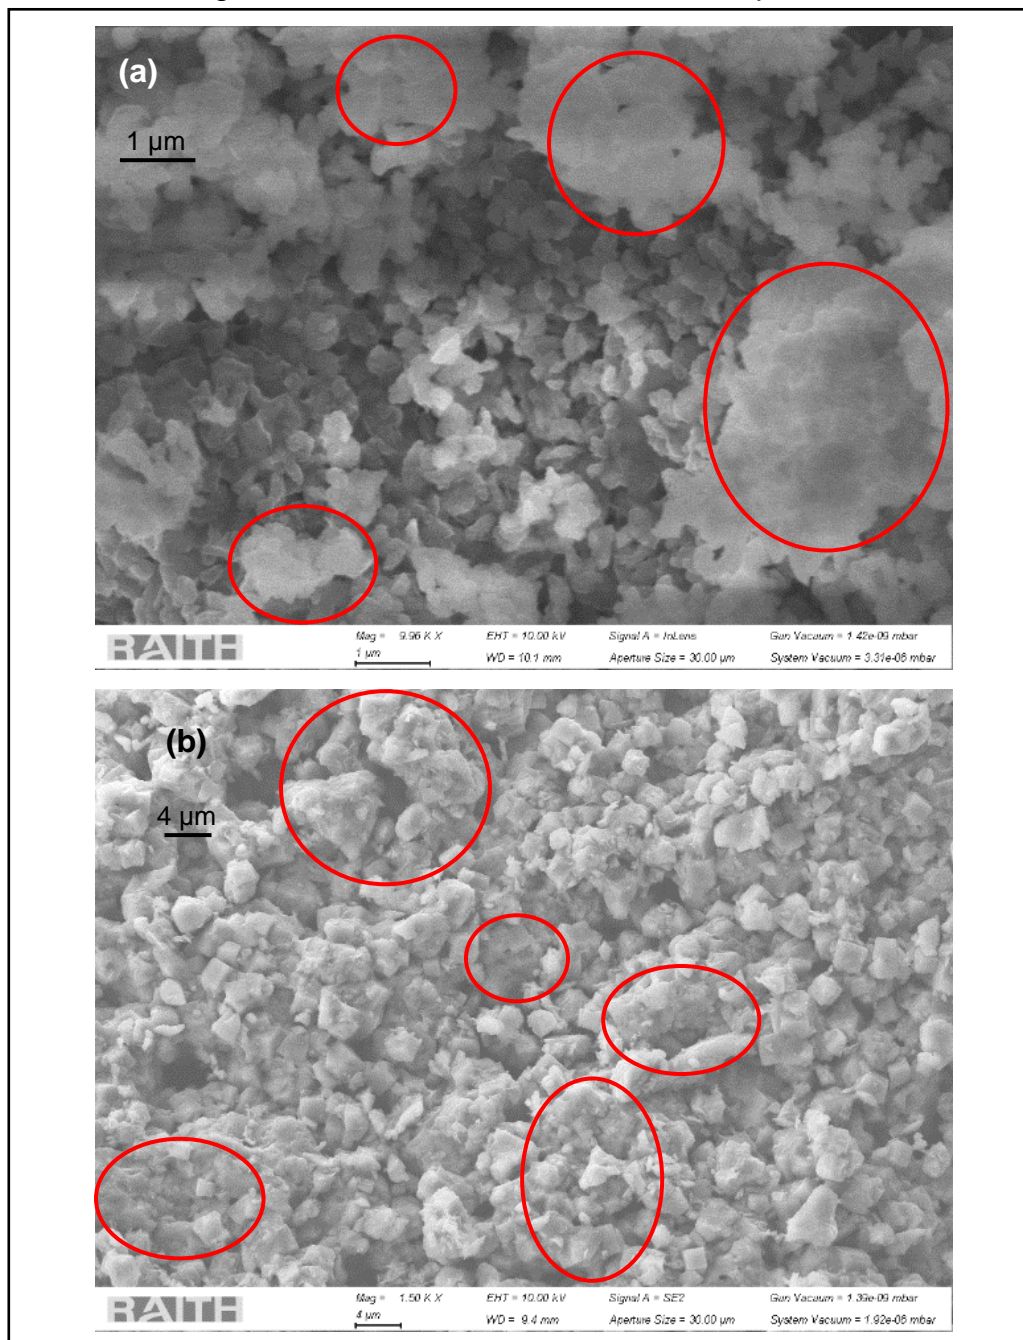 (a)
1 µm
RAITH
Mag = 9.96 K X
1 µm
EHT = 10.00 kV
WD = 10.1 mm
Signal A = InLens
Aperture Size = 30.00 µm
Gun Vacuum = 1.42e-09 mbar
System Vacuum = 3.31e-06 mbar
(b)
4 µm
RAITH
Mag = 1.50 K X
4 µm
EHT = 10.00 kV
WD = 9.4 mm
Signal A = SE2
Aperture Size = 30.00 µm
Gun Vacuum = 1.39e-09 mbar
System Vacuum = 1.92e-06 mbar